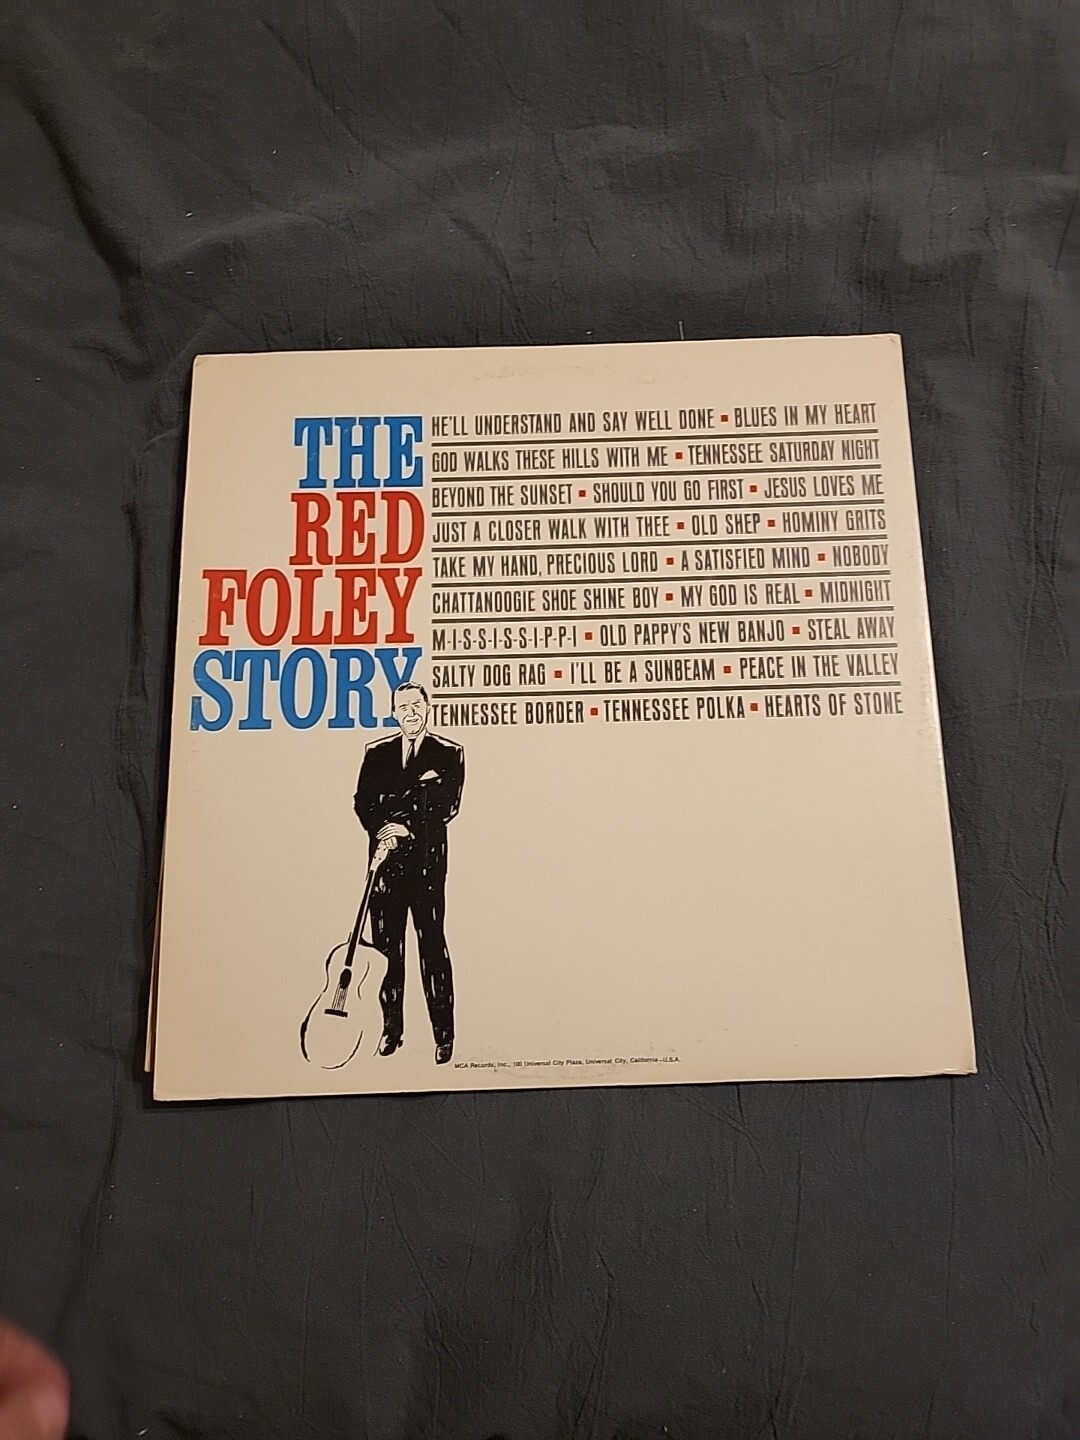 THE
RED
FOLEY
STORY
HE'LL UNDERSTAND AND SAY WELL DONE ▪ BLUES IN MY HEART
GOD WALKS THESE HILLS WITH ME ▪ TENNESSEE SATURDAY NIGHT
BEYOND THE SUNSET ▪ SHOULD YOU GO FIRST ▪ JESUS LOVES ME
JUST A CLOSER WALK WITH THEE ▪ OLD SHEP ▪ HOMINY GRITS
TAKE MY HAND, PRECIOUS LORD ▪ A SATISFIED MIND ▪ NOBODY
CHATTANOOGIE SHOE SHINE BOY ▪ MY GOD IS REAL ▪ MIDNIGHT
M-I-S-S-I-S-S-I-P-P-I ▪ OLD PAPPY'S NEW BANJO ▪ STEAL AWAY
SALTY DOG RAG ▪ I'LL BE A SUNBEAM ▪ PEACE IN THE VALLEY
TENNESSEE BORDER ▪ TENNESSEE POLKA ▪ HEARTS OF STONE
MCA Records, Inc., 100 Universal City Plaza, Universal City, California -U.S.A.